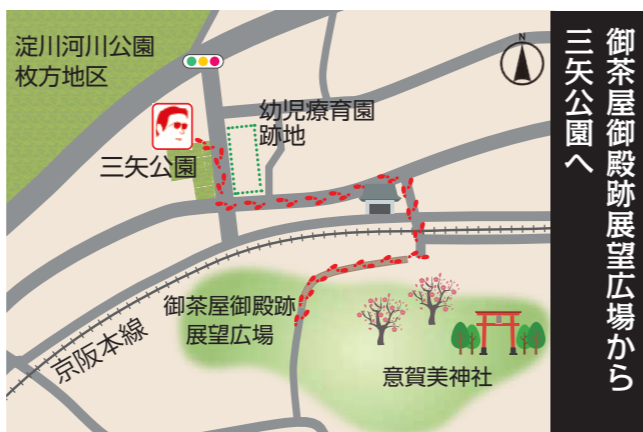 御茶屋御殿跡展望広場から
三矢公園へ
淀川河川公園
枚方地区
N
幼児療育園
跡地
三矢公園
御茶屋御殿跡
展望広場
京阪本線
意賀美神社